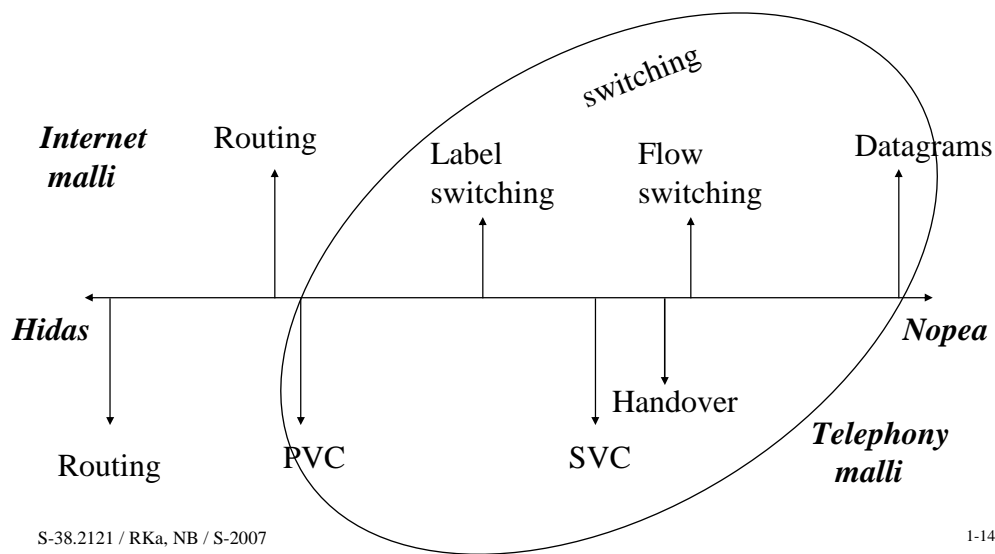 switching
Internet
malli
Routing
Label
switching
Flow
switching
Datagrams
Hidas
Nopea
Routing
PVC
SVC
Handover
Telephony
malli
S-38.2121 / RKa, NB / S-2007
1-14